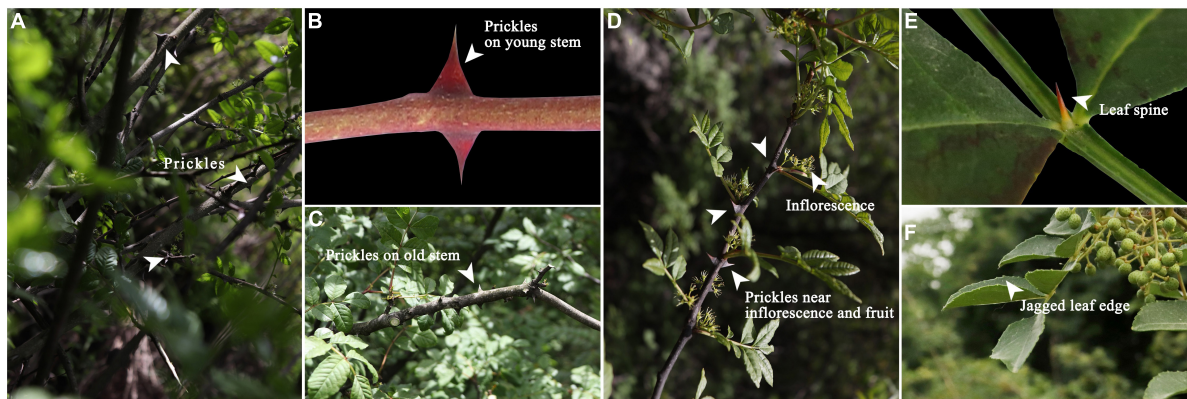 A
Prickles
B
Prickles
on young stem
C
Prickles on old stem
D
Inflorescence
Prickles near
inflorescence and fruit
E
Leaf spine
F
Jagged leaf edge